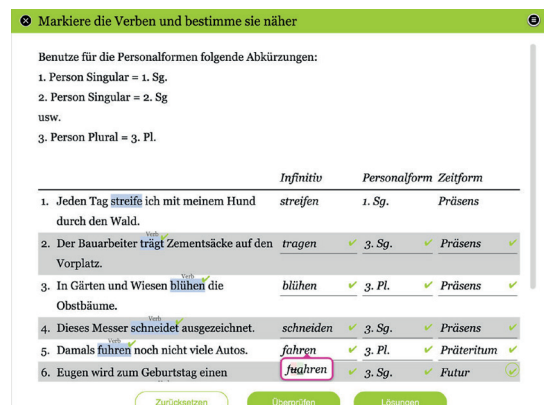 Markiere die Verben und bestimme sie näher
Benutze für die Personalformen folgende Abkürzungen:
1. Person Singular = 1. Sg.
2. Person Singular = 2. Sg
usw.
3. Person Plural = 3. Pl.
Infinitiv Personalform Zeitform
1. Jeden Tag streife ich mit meinem Hund streifen 1. Sg. Präsens
durch den Wald.
Verb
2. Der Bauarbeiter trägt Zementsäcke auf den tragen 3. Sg. Präsens
Vorplatz.
Verb
3. In Gärten und Wiesen blühen die blühen 3. Pl. Präsens
Obstbäume.
Verb
4. Dieses Messer schneidet ausgezeichnet. schneiden 3. Sg. Präsens
Verb
5. Damals fuhren noch nicht viele Autos. fahren 3. Pl. Präteritum
6. Eugen wird zum Geburtstag einen 3. Sg. Futur
Zurücksetzen Überprüfen Lösungen